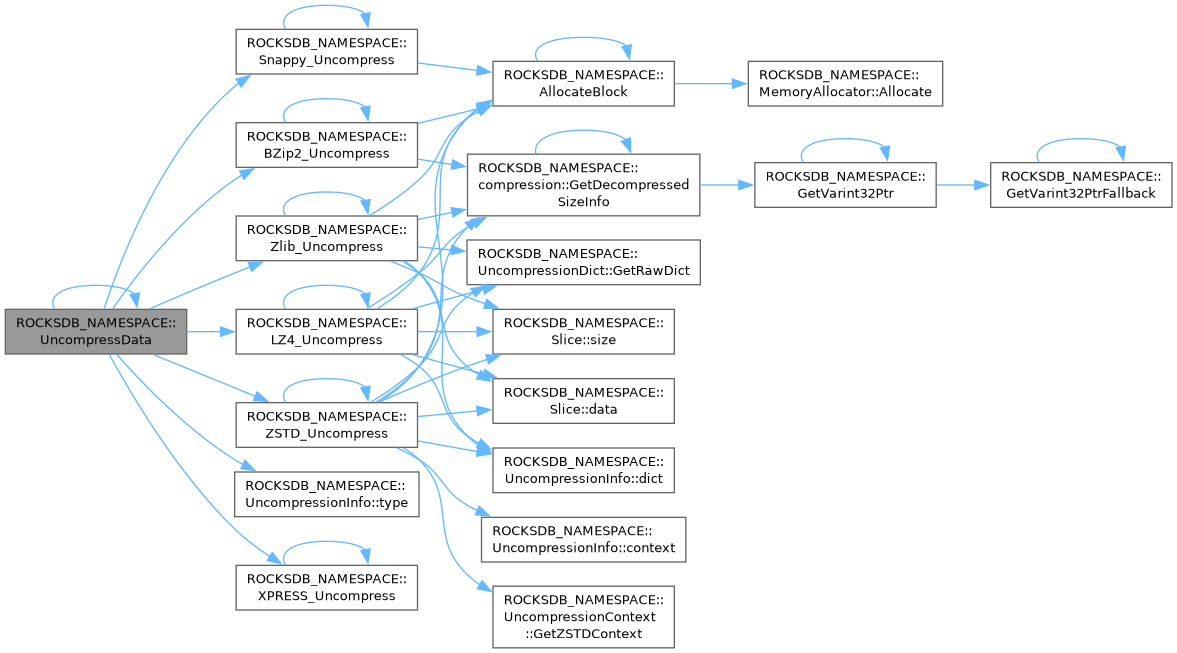 ROCKSDB_NAMESPACE::
UncompressData
ROCKSDB_NAMESPACE::
Snappy_Uncompress
ROCKSDB_NAMESPACE::
BZip2_Uncompress
ROCKSDB_NAMESPACE::
Zlib_Uncompress
ROCKSDB_NAMESPACE::
LZ4_Uncompress
ROCKSDB_NAMESPACE::
ZSTD_Uncompress
ROCKSDB_NAMESPACE::
UncompressionInfo::type
ROCKSDB_NAMESPACE::
XPRESS_Uncompress
ROCKSDB_NAMESPACE::
AllocateBlock
ROCKSDB_NAMESPACE::
compression::GetDecompressed
SizeInfo
ROCKSDB_NAMESPACE::
UncompressionDict::GetRawDict
ROCKSDB_NAMESPACE::
Slice::size
ROCKSDB_NAMESPACE::
Slice::data
ROCKSDB_NAMESPACE::
UncompressionInfo::dict
ROCKSDB_NAMESPACE::
UncompressionInfo::context
ROCKSDB_NAMESPACE::
UncompressionContext
::GetZSTDContext
ROCKSDB_NAMESPACE::
MemoryAllocator::Allocate
ROCKSDB_NAMESPACE::
GetVarint32Ptr
ROCKSDB_NAMESPACE::
GetVarint32PtrFallback